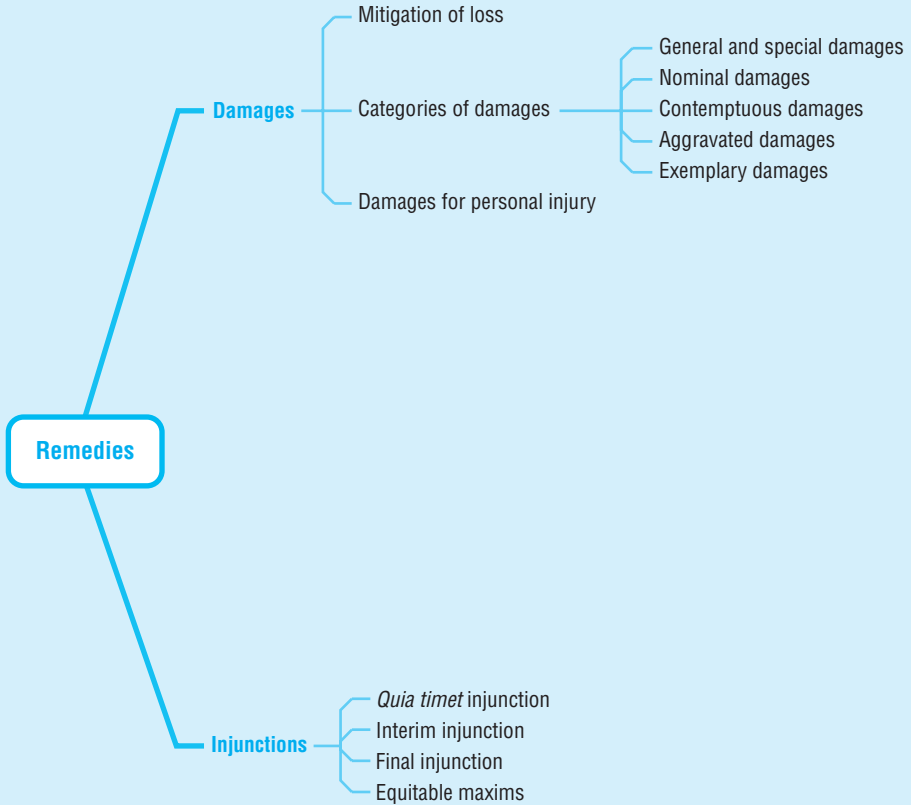 Mitigation of loss
General and special damages
Nominal damages
Damages
Categories of damages
Contemptuous damages
Aggravated damages
Exemplary damages
Damages for personal injury
Remedies
Quia timet injunction
Interim injunction
Injunctions
Final injunction
Equitable maxims